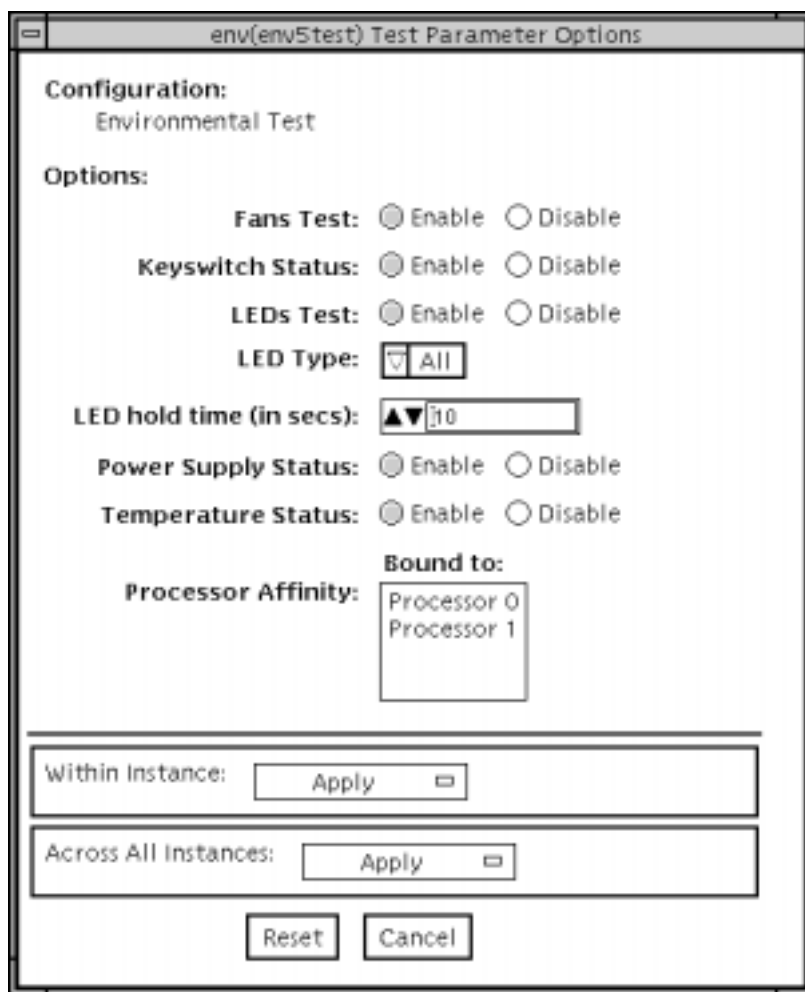 env(env5test) Test Parameter Options
Configuration:
Environmental Test
Options:
Fans Test: Enable Disable
Keyswitch Status: Enable Disable
LEDs Test: Enable Disable
LED Type: All
LED hold time (in secs): 10
Power Supply Status: Enable Disable
Temperature Status: Enable Disable
Bound to:
Processor Affinity:
Processor 0
Processor 1
Within Instance: Apply
Across All Instances: Apply
Reset Cancel